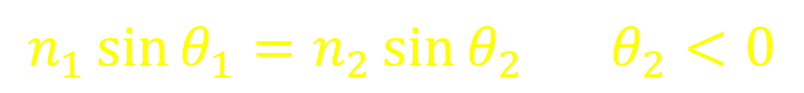 n₁ sin θ₁ = n₂ sin θ₂ θ₂ < 0